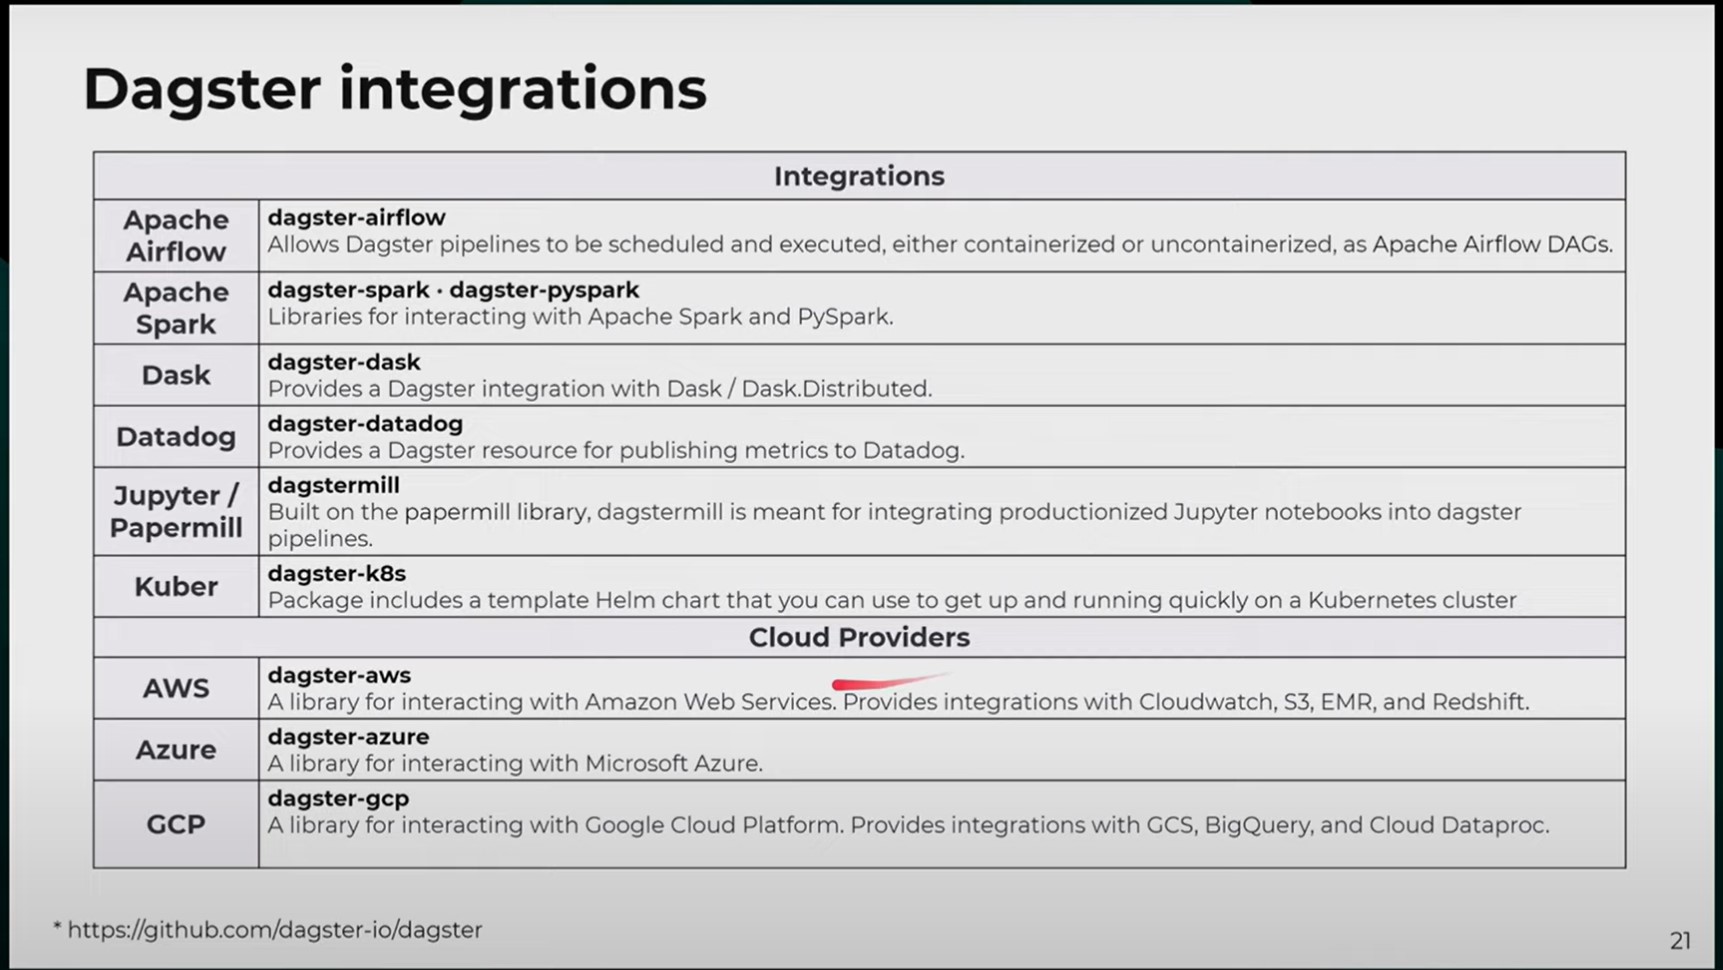 Dagster integrations
Integrations
Apache
Airflow
dagster-airflow
Allows Dagster pipelines to be scheduled and executed, either containerized or uncontainerized, as Apache Airflow DAGs.
Apache
Spark
dagster-spark · dagster-pyspark
Libraries for interacting with Apache Spark and PySpark.
Dask
dagster-dask
Provides a Dagster integration with Dask / Dask.Distributed.
Datadog
dagster-datadog
Provides a Dagster resource for publishing metrics to Datadog.
Jupyter /
Papermill
dagstermill
Built on the papermill library, dagstermill is meant for integrating productionized Jupyter notebooks into dagster
pipelines.
Kuber
dagster-k8s
Package includes a template Helm chart that you can use to get up and running quickly on a Kubernetes cluster
Cloud Providers
AWS
dagster-aws
A library for interacting with Amazon Web Services. Provides integrations with Cloudwatch, S3, EMR, and Redshift.
Azure
dagster-azure
A library for interacting with Microsoft Azure.
GCP
dagster-gcp
A library for interacting with Google Cloud Platform. Provides integrations with GCS, BigQuery, and Cloud Dataproc.
* https://github.com/dagster-io/dagster
21